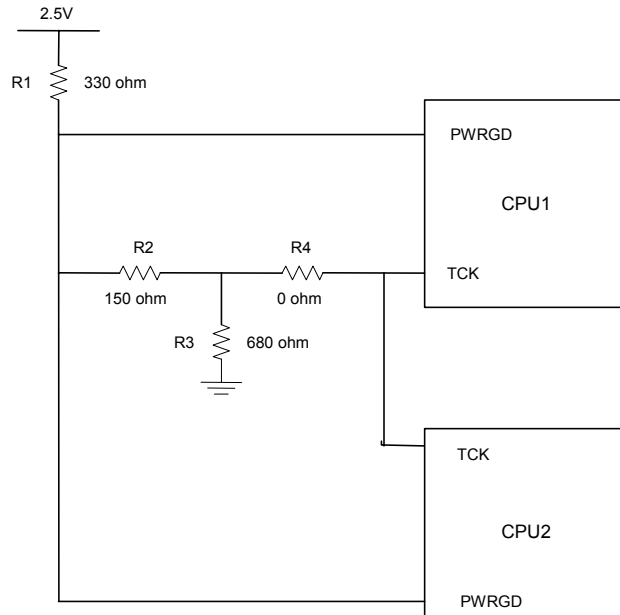 2.5V
R1
330 ohm
PWRGD
CPU1
R2
R4
TCK
150 ohm
0 ohm
R3
680 ohm
TCK
CPU2
PWRGD